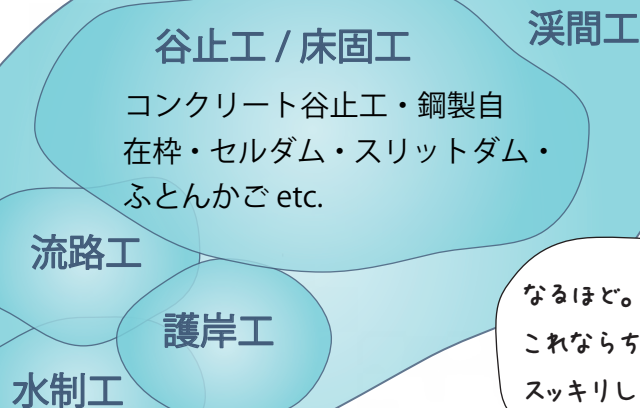 渓間工
谷止工 / 床固工
コンクリート谷止工・鋼製自
在枠・セルダム・スリットダム・
ふとんかご etc.
流路工
護岸工
水制工
なるほど。
これならち
スッキリし